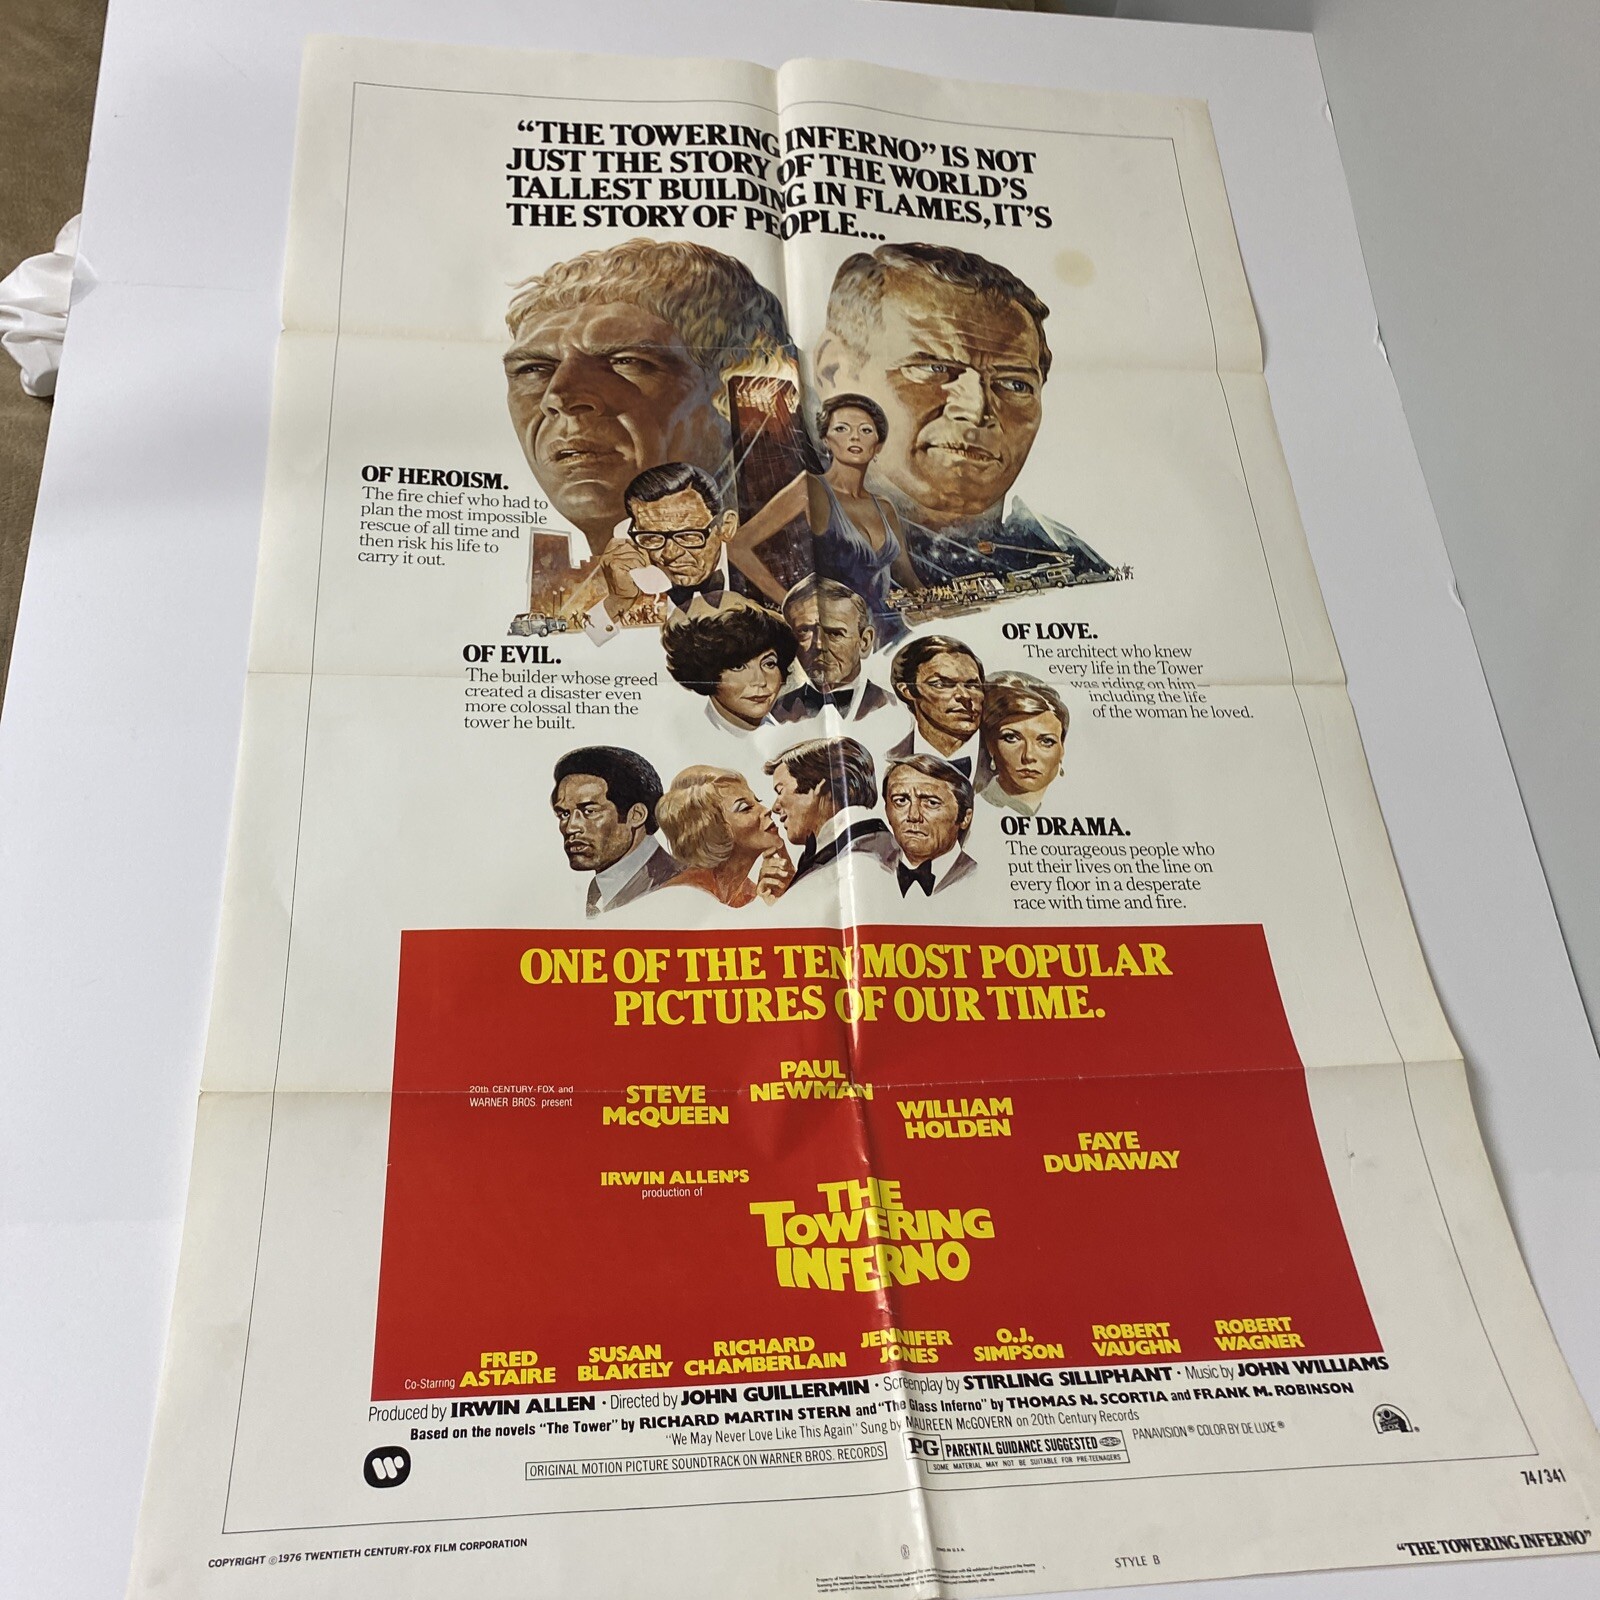 “THE TOWERING INFERNO” IS NOT
JUST THE STORY OF THE WORLD’S
TALLEST BUILDING IN FLAMES, IT’S
THE STORY OF PEOPLE...
OF HEROISM.
The fire chief who had to
plan the most impossible
rescue of all time and
then risk his life to
carry it out.
OF EVIL.
The builder whose greed
created a disaster even
more colossal than the
tower he built.
OF LOVE.
The architect who knew
every life in the Tower
was riding on him—
including the life
of the woman he loved.
OF DRAMA.
The courageous people who
put their lives on the line on
every floor in a desperate
race with time and fire.
ONE OF THE TEN MOST POPULAR
PICTURES OF OUR TIME.
20th CENTURY-FOX and
WARNER BROS. present
STEVE
McQUEEN
PAUL
NEWMAN
WILLIAM
HOLDEN
FAYE
DUNAWAY
IRWIN ALLEN’S
production of
THE
TOWERING
INFERNO
Co-Starring FRED
ASTAIRE
SUSAN
BLAKELY
RICHARD
CHAMBERLAIN
JENNIFER
JONES
O.J.
SIMPSON
ROBERT
VAUGHN
ROBERT
WAGNER
Produced by IRWIN ALLEN · Directed by JOHN GUILLERMIN · Screenplay by STIRLING SILLIPHANT · Music by JOHN WILLIAMS
Based on the novels “The Tower” by RICHARD MARTIN STERN and “The Glass Inferno” by THOMAS N. SCORTIA and FRANK M. ROBINSON
“We May Never Love Like This Again” Sung by MAUREEN McGOVERN on 20th Century Records
PANAVISION® COLOR BY DE LUXE®
ORIGINAL MOTION PICTURE SOUNDTRACK ON WARNER BROS. RECORDS
PG PARENTAL GUIDANCE SUGGESTED
SOME MATERIAL MAY NOT BE SUITABLE FOR PRE-TEENAGERS
74/341
COPYRIGHT © 1976 TWENTIETH CENTURY-FOX FILM CORPORATION
STYLE B
“THE TOWERING INFERNO”